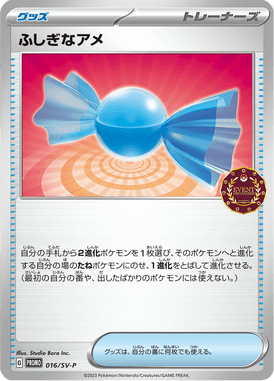 グッズ
トレーナーズ
ふしぎなアメ
EVENT
自分の手札から2進化ポケモンを1枚選び、そのポケモンへと進化
する自分の場のたねポケモンにのせ、1進化をとばして進化させる。
（最初の自分の番や、出したばかりのポケモンには使えない。）
Illus. Studio Bora Inc.
G PROMO 016/SV-P
グッズは、自分の番に何枚でも使える。
©2023 Pokémon/Nintendo/Creatures/GAME FREAK.